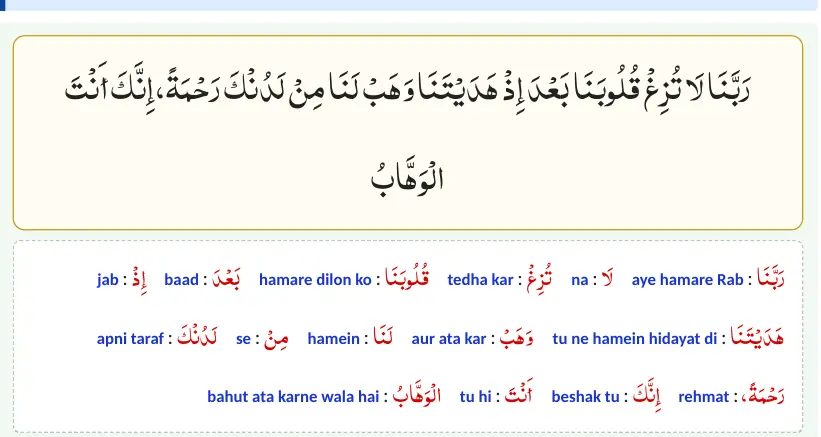 رَبَّنَا لَا تُزِغْ قُلُوبَنَا بَعْدَ إِذْ هَدَيْتَنَا وَهَبْ لَنَا مِنْ لَدُنْكَ رَحْمَةً، إِنَّكَ أَنْتَ
الْوَهَّابُ
رَبَّنَا : aye hamare Rab لَا : na تُزِغْ : tedha kar قُلُوبَنَا : hamare dilon ko بَعْدَ : baad إِذْ : jab
هَدَيْتَنَا : tu ne hamein hidayat di وَهَبْ : aur ata kar لَنَا : hamein مِنْ : se لَدُنْكَ : apni taraf
رَحْمَةً، : rehmat إِنَّكَ : beshak tu أَنْتَ : tu hi الْوَهَّابُ : bahut ata karne wala hai